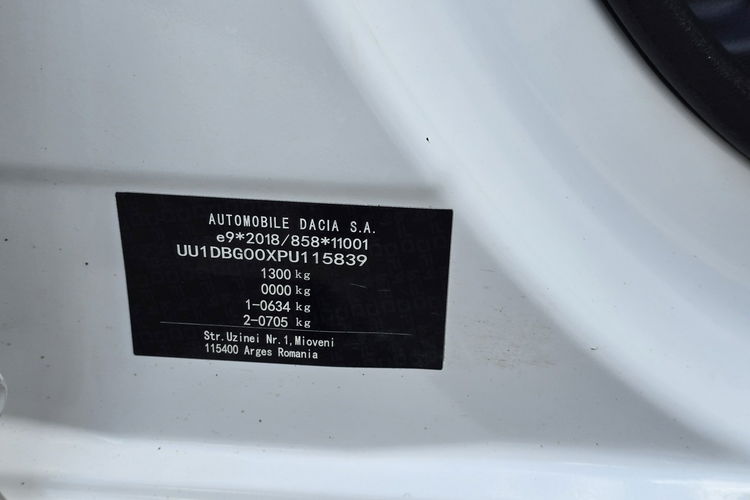 AUTOMOBILE DACIA S.A.
e9*2018/858*11001
UU1DBG00XPU115839
1300 kg
0000 kg
1-0634 kg
2-0705 kg
Str.Uzinei Nr.1,Mioveni
115400 Arges Romania